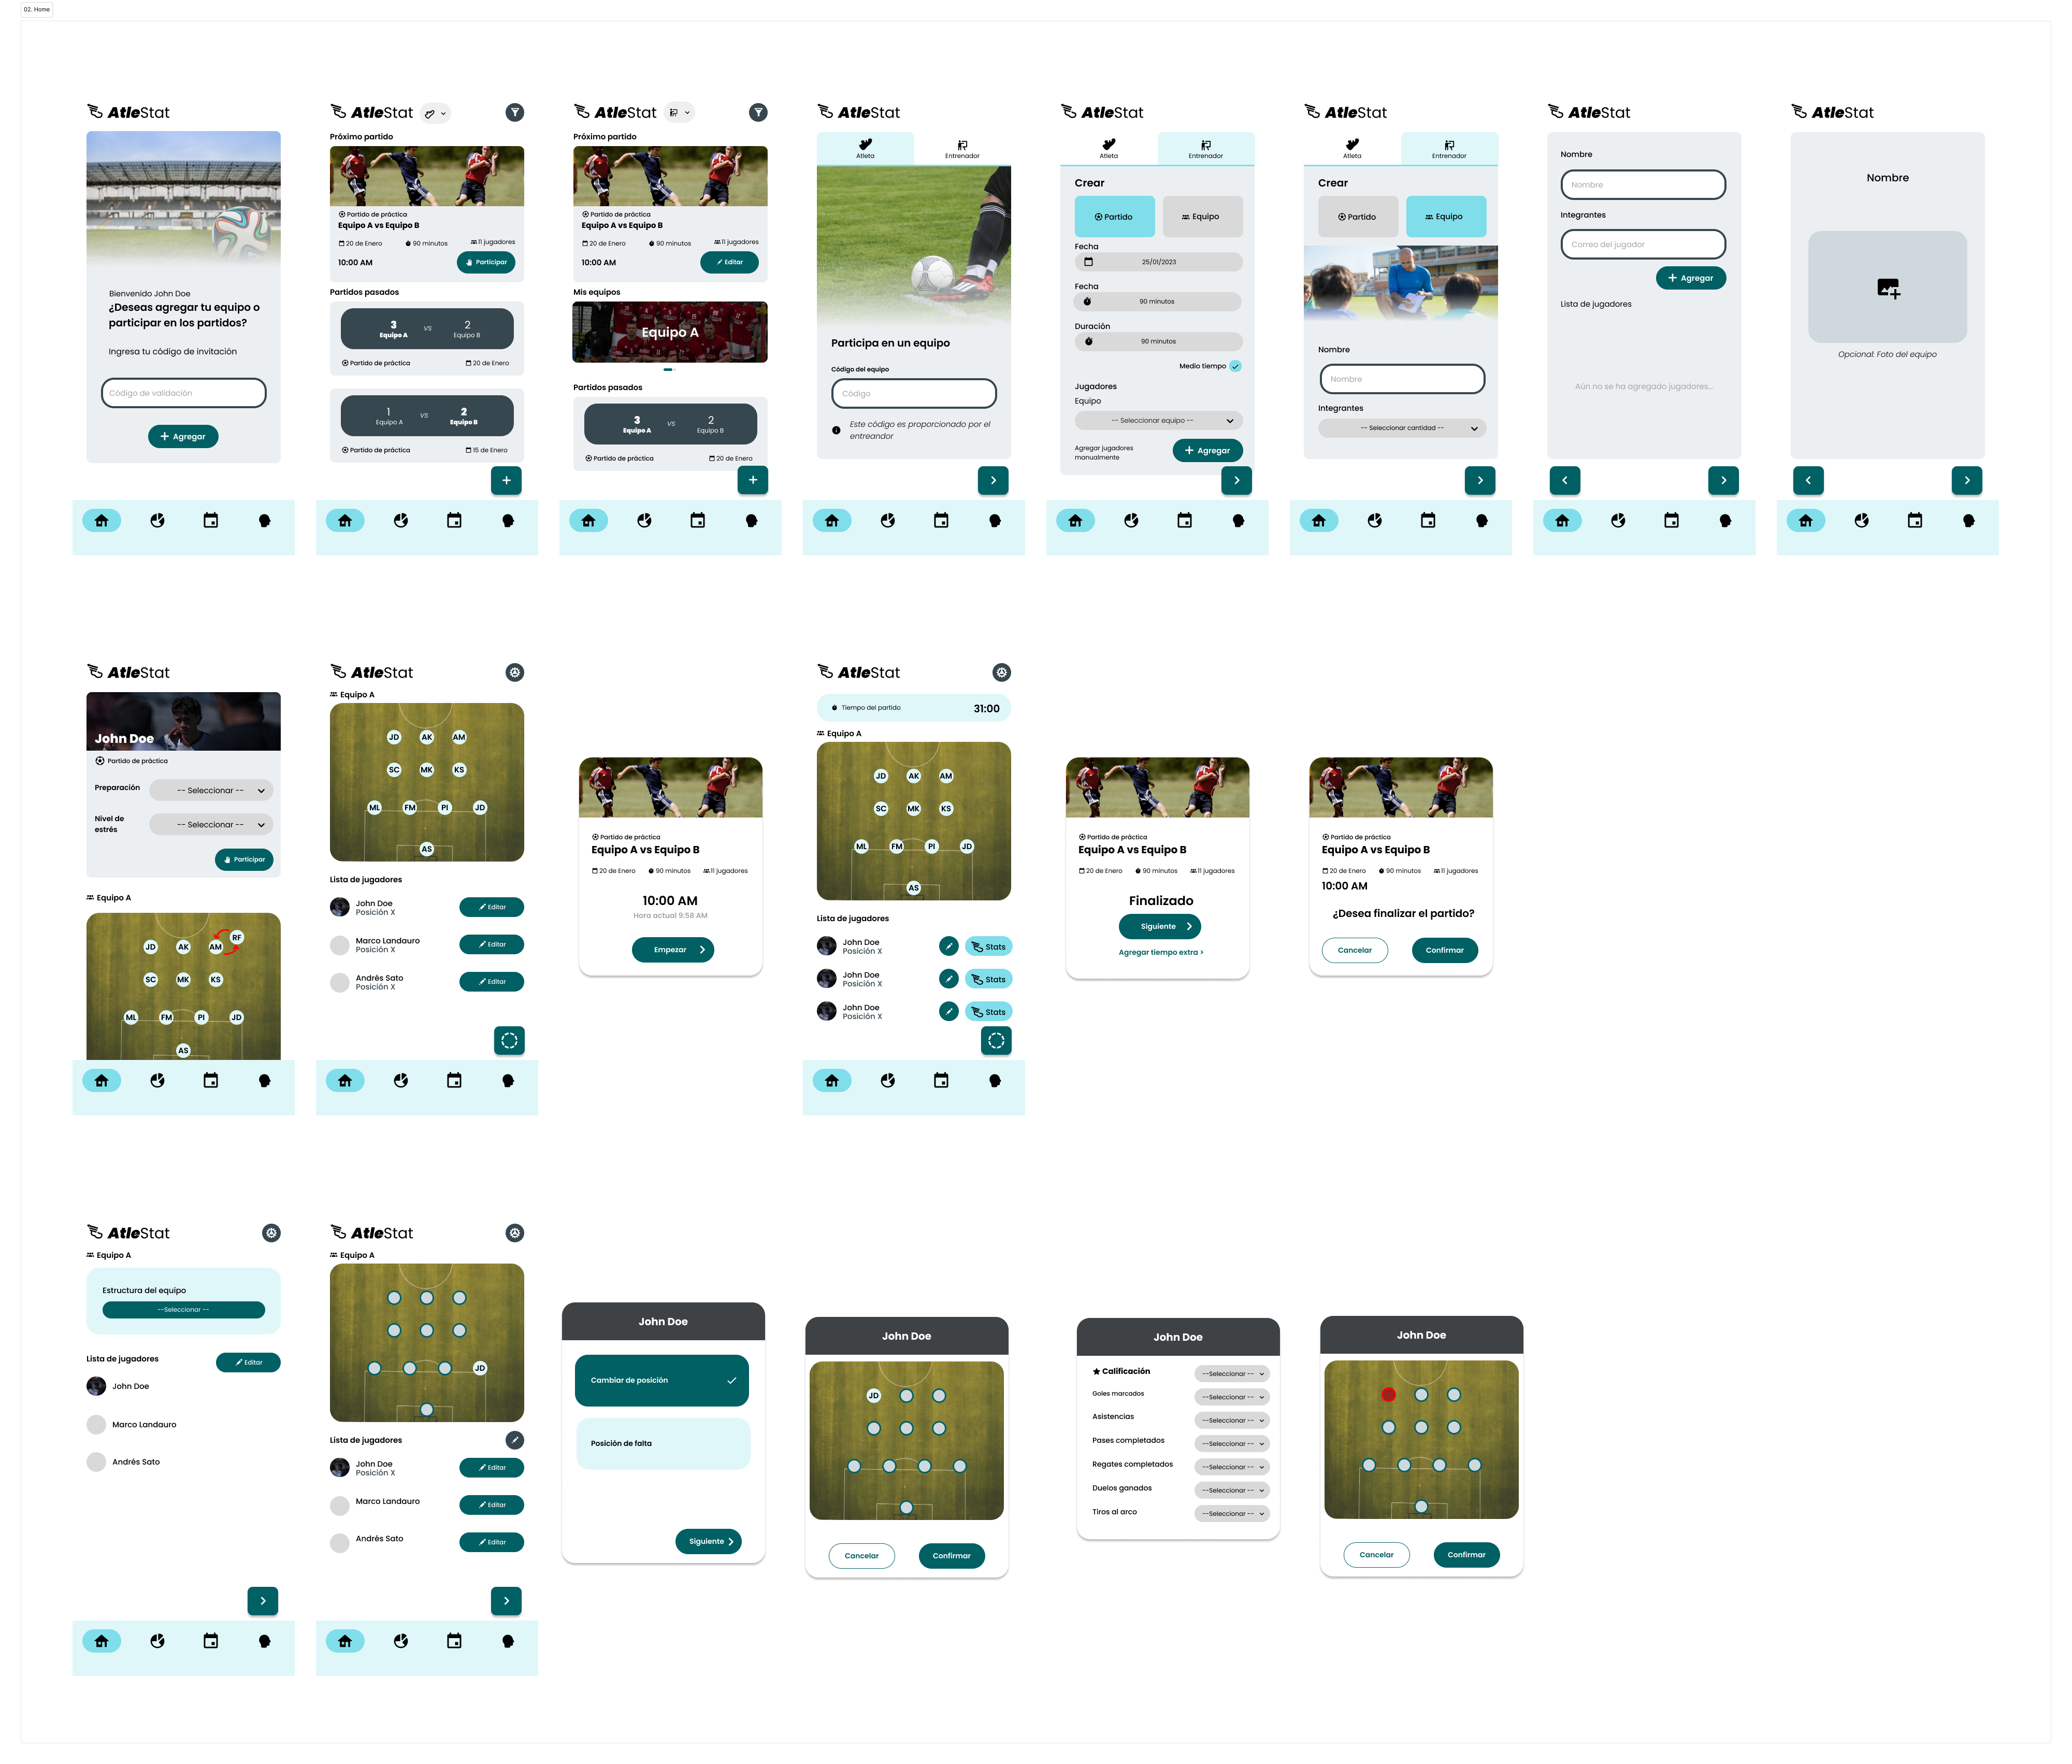 02. Home
AtleStat
Bienvenido John Doe
¿Deseas agregar tu equipo o
participar en los partidos?
Ingresa tu código de invitación
Código de validación
Agregar
AtleStat
Próximo partido
Partido de práctica
Equipo A vs Equipo B
20 de Enero
90 minutos
11 jugadores
10:00 AM
Participar
Partidos pasados
3
Equipo A
VS
2
Equipo B
Partido de práctica
20 de Enero
1
Equipo A
VS
2
Equipo B
Partido de práctica
15 de Enero
AtleStat
Próximo partido
Partido de práctica
Equipo A vs Equipo B
20 de Enero
90 minutos
11 jugadores
10:00 AM
Editar
Mis equipos
Equipo A
Partidos pasados
3
Equipo A
VS
2
Equipo B
Partido de práctica
20 de Enero
AtleStat
Atleta
Entrenador
Participa en un equipo
Código del equipo
Código
Este código es proporcionado por el
entreandor
AtleStat
Atleta
Entrenador
Crear
Partido
Equipo
Fecha
25/01/2023
Fecha
90 minutos
Duración
90 minutos
Medio tiempo
Jugadores
Equipo
-- Seleccionar equipo --
Agregar jugadores
manualmente
Agregar
AtleStat
Atleta
Entrenador
Crear
Partido
Equipo
Nombre
Nombre
Integrantes
-- Seleccionar cantidad --
AtleStat
Nombre
Nombre
Integrantes
Correo del jugador
Agregar
Lista de jugadores
Aún no se ha agregado jugadores...
AtleStat
Nombre
Opcional: Foto del equipo
AtleStat
John Doe
Partido de práctica
Preparación
-- Seleccionar --
Nivel de
estrés
-- Seleccionar --
Participar
Equipo A
RF
JD AK AM
SC MK KS
ML FM PI JD
AS
AtleStat
Equipo A
JD AK AM
SC MK KS
ML FM PI JD
AS
Lista de jugadores
John Doe
Posición X
Editar
Marco Landauro
Posición X
Editar
Andrés Sato
Posición X
Editar
Partido de práctica
Equipo A vs Equipo B
20 de Enero
90 minutos
11 jugadores
10:00 AM
Hora actual 9:58 AM
Empezar
AtleStat
Tiempo del partido
31:00
Equipo A
JD AK AM
SC MK KS
ML FM PI JD
AS
Lista de jugadores
John Doe
Posición X
Stats
John Doe
Posición X
Stats
John Doe
Posición X
Stats
Partido de práctica
Equipo A vs Equipo B
20 de Enero
90 minutos
11 jugadores
Finalizado
Siguiente
Agregar tiempo extra >
Partido de práctica
Equipo A vs Equipo B
20 de Enero
90 minutos
11 jugadores
10:00 AM
¿Desea finalizar el partido?
Cancelar
Confirmar
AtleStat
Equipo A
Estructura del equipo
--Seleccionar --
Lista de jugadores
Editar
John Doe
Marco Landauro
Andrés Sato
AtleStat
Equipo A
JD
Lista de jugadores
John Doe
Posición X
Editar
Marco Landauro
Editar
Andrés Sato
Editar
John Doe
Cambiar de posición
Posición de falta
Siguiente
John Doe
JD
Cancelar
Confirmar
John Doe
Calificación
--Seleccionar --
Goles marcados
--Seleccionar --
Asistencias
--Seleccionar --
Pases completados
--Seleccionar --
Regates completados
--Seleccionar --
Duelos ganados
--Seleccionar --
Tiros al arco
--Seleccionar --
John Doe
Cancelar
Confirmar